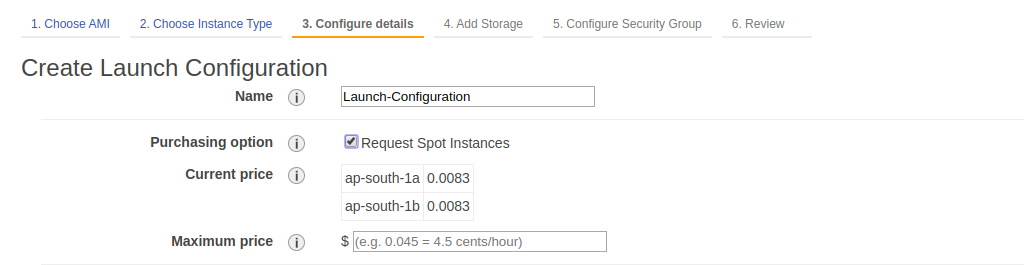 1. Choose AMI 2. Choose Instance Type 3. Configure details 4. Add Storage 5. Configure Security Group 6. Review
Create Launch Configuration
Name i Launch-Configuration
Purchasing option i Request Spot Instances
Current price i ap-south-1a 0.0083
ap-south-1b 0.0083
Maximum price i $ (e.g. 0.045 = 4.5 cents/hour)